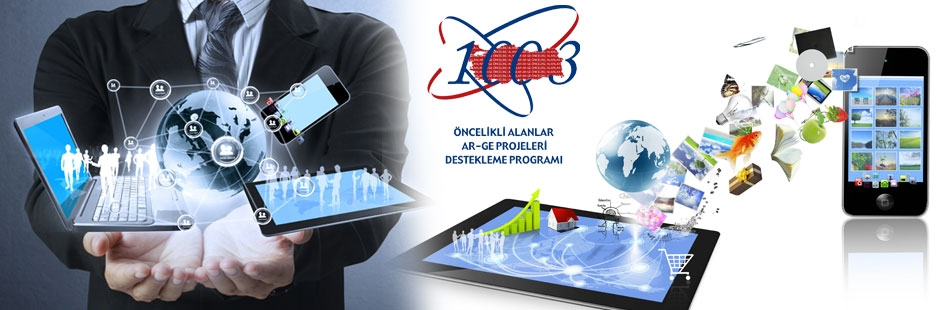 1003
ÖNCELİKLİ ALANLAR
AR-GE PROJELERİ
DESTEKLEME PROGRAMI